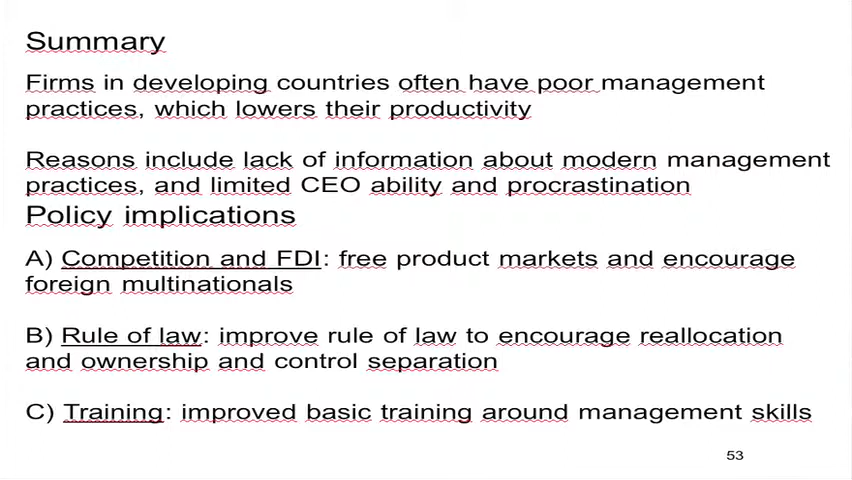 Summary
Firms in developing countries often have poor management
practices, which lowers their productivity
Reasons include lack of information about modern management
practices, and limited CEO ability and procrastination
Policy implications
A) Competition and FDI: free product markets and encourage
foreign multinationals
B) Rule of law: improve rule of law to encourage reallocation
and ownership and control separation
C) Training: improved basic training around management skills
53